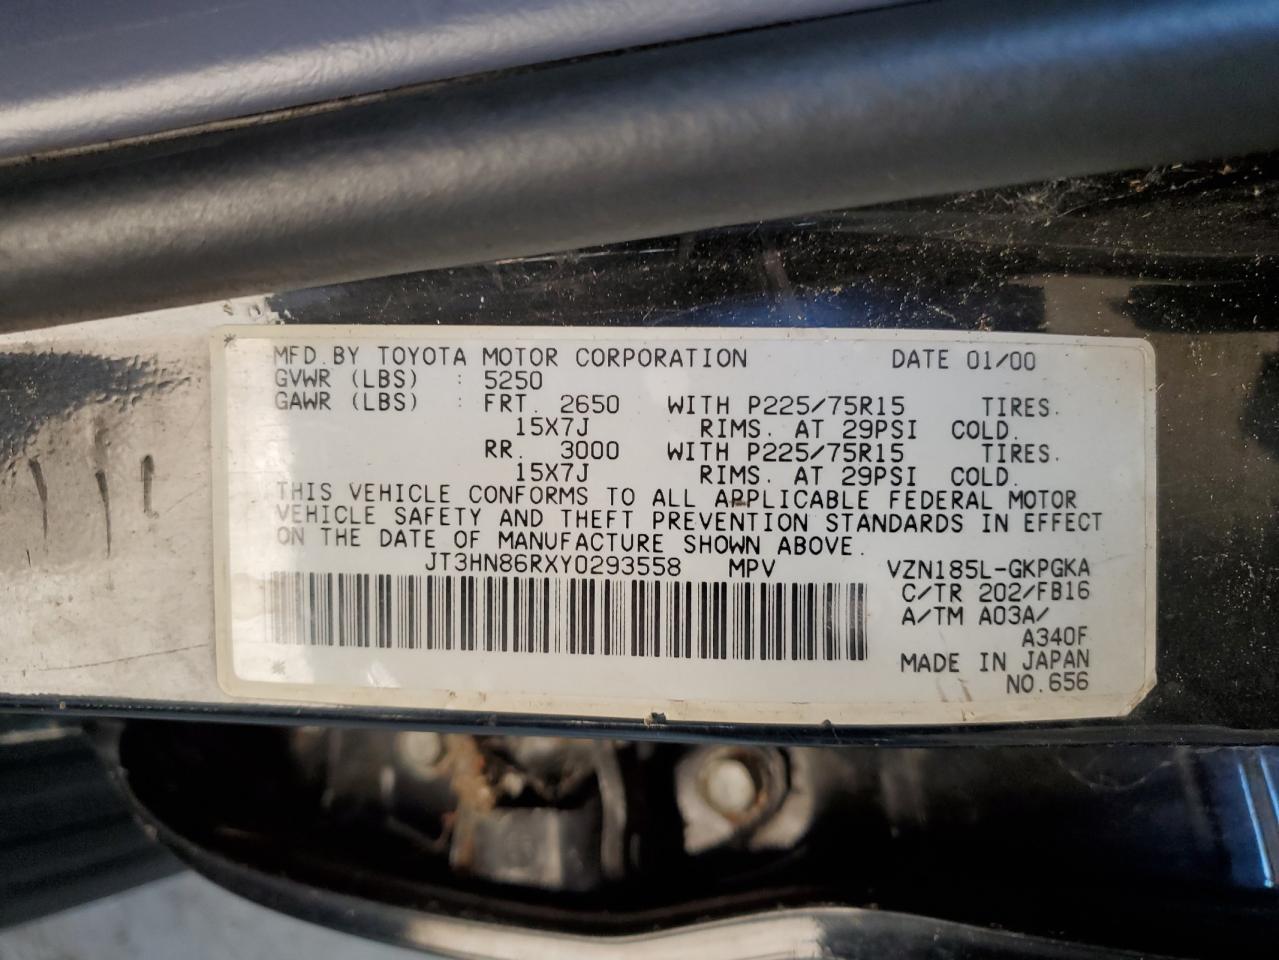 MFD. BY TOYOTA MOTOR CORPORATION DATE 01/00
GVWR (LBS) : 5250
GAWR (LBS) : FRT. 2650 WITH P225/75R15 TIRES.
15X7J RIMS. AT 29PSI COLD.
RR. 3000 WITH P225/75R15 TIRES.
15X7J RIMS. AT 29PSI COLD.
THIS VEHICLE CONFORMS TO ALL APPLICABLE FEDERAL MOTOR
VEHICLE SAFETY AND THEFT PREVENTION STANDARDS IN EFFECT
ON THE DATE OF MANUFACTURE SHOWN ABOVE.
JT3HN86RXY0293558 MPV VZN185L-GKPGKA
C/TR 202/FB16
A/TM A03A/
A340F
MADE IN JAPAN
NO.656